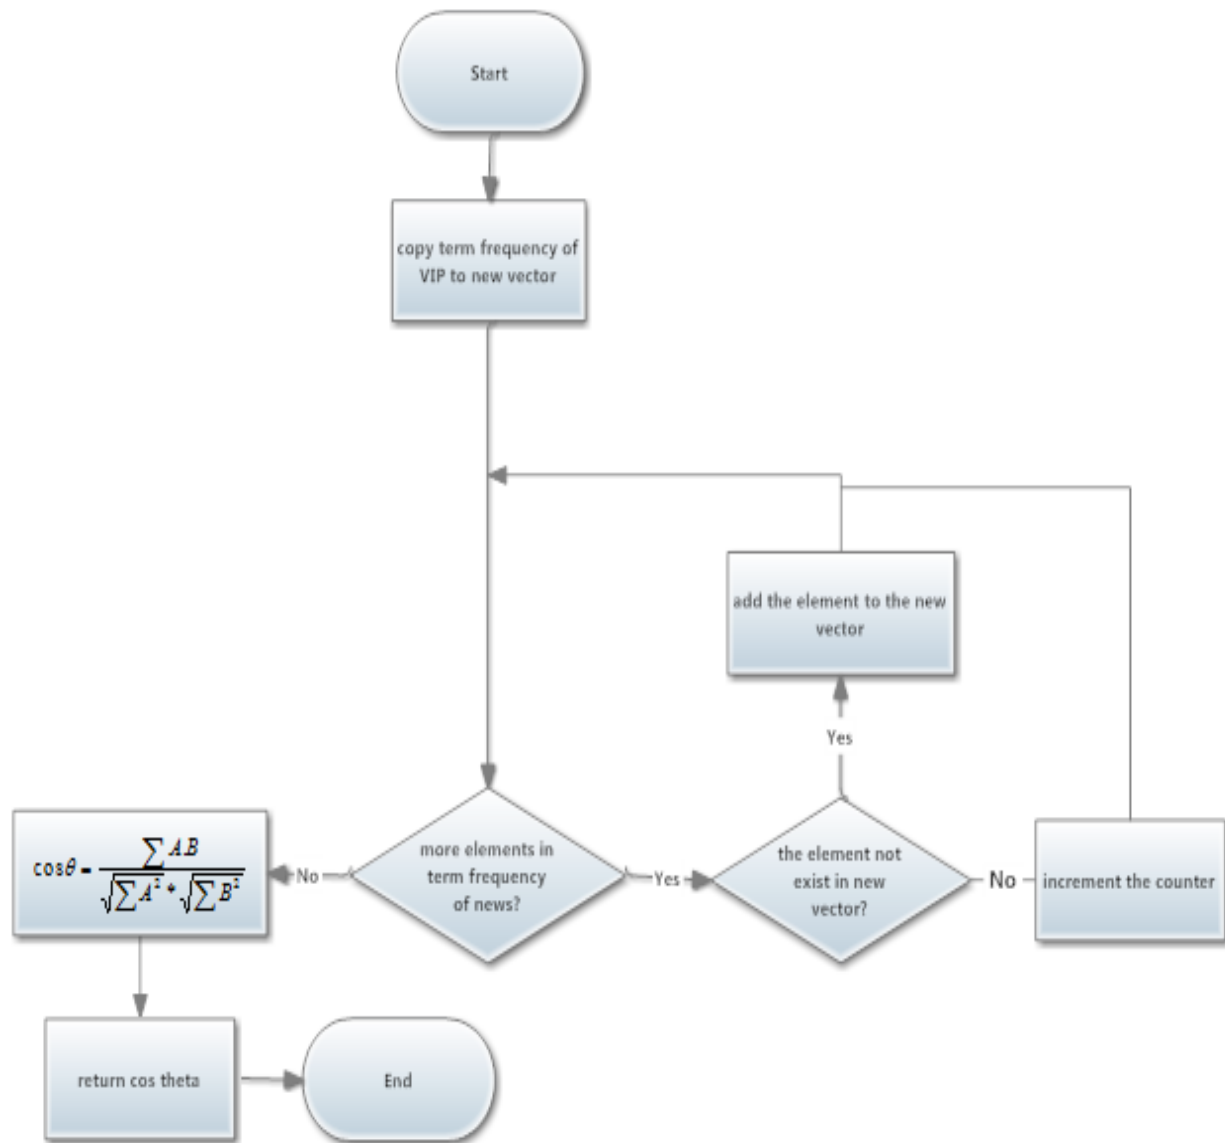 Start
copy term frequency of
VIP to new vector
add the element to the new
vector
Yes
cosθ = ∑ A.B / √∑ A² * √∑ B²
No
more elements in
term frequency
of news?
Yes
the element not
exist in new
vector?
No
increment the counter
return cos theta
End